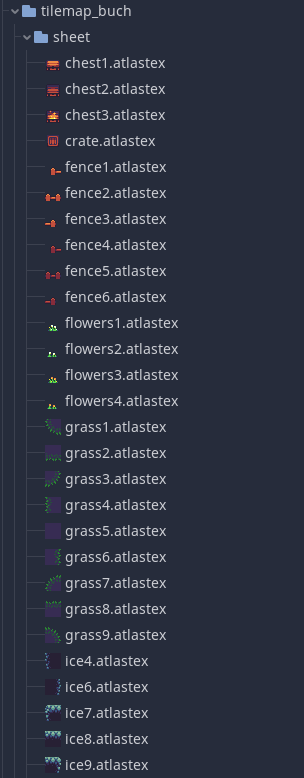 tilemap_buch
sheet
chest1.atlastex
chest2.atlastex
chest3.atlastex
crate.atlastex
fence1.atlastex
fence2.atlastex
fence3.atlastex
fence4.atlastex
fence5.atlastex
fence6.atlastex
flowers1.atlastex
flowers2.atlastex
flowers3.atlastex
flowers4.atlastex
grass1.atlastex
grass2.atlastex
grass3.atlastex
grass4.atlastex
grass5.atlastex
grass6.atlastex
grass7.atlastex
grass8.atlastex
grass9.atlastex
ice4.atlastex
ice6.atlastex
ice7.atlastex
ice8.atlastex
ice9.atlastex